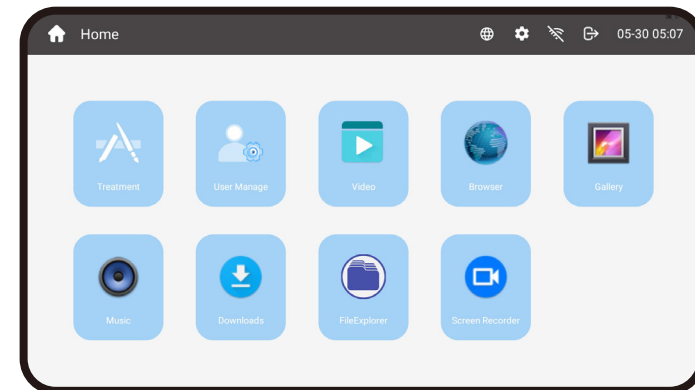 Home
05-30 05:07
Treatment
User Manage
Video
Browser
Gallery
Music
Downloads
FileExplorer
Screen Recorder